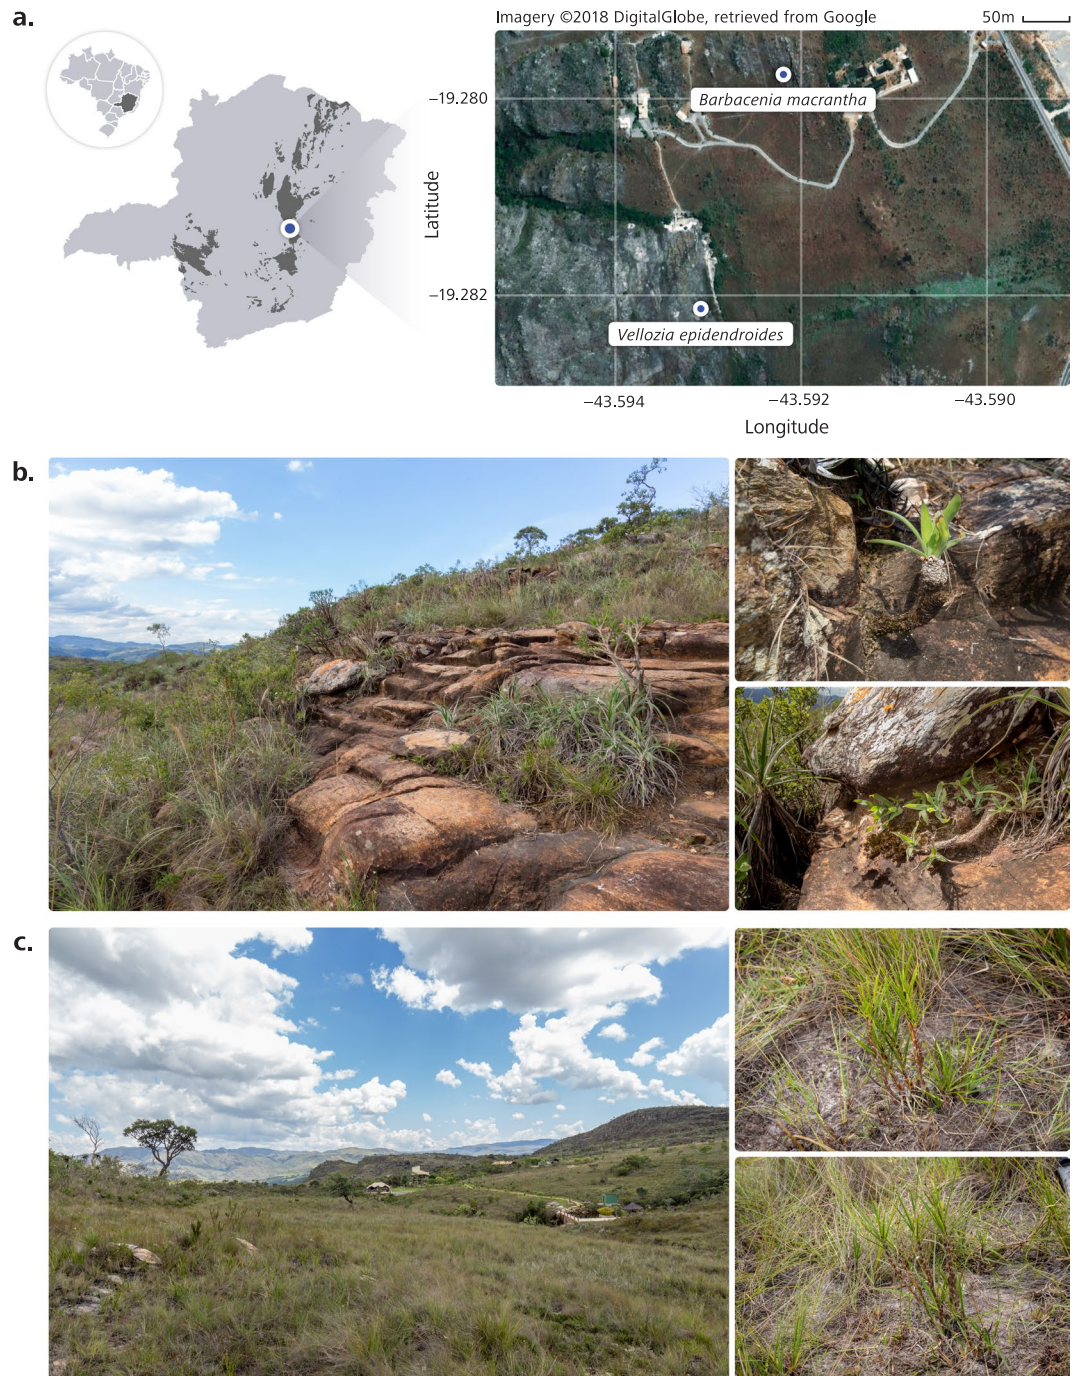 a.
Imagery ©2018 DigitalGlobe, retrieved from Google
50m
−19.280
Barbacenia macrantha
Latitude
−19.282
Vellozia epidendroides
−43.594
−43.592
−43.590
Longitude
b.
c.